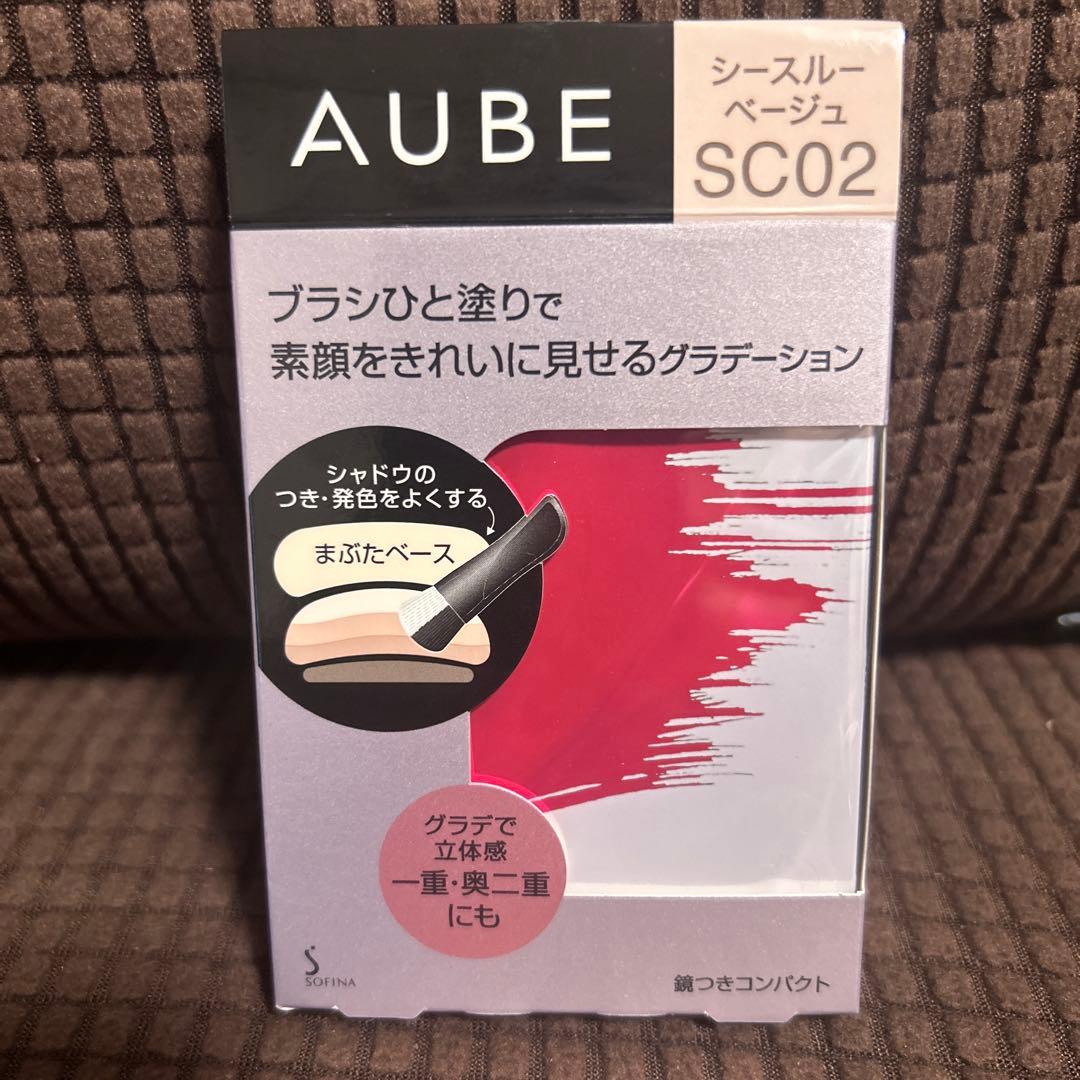 AUBE
シースルー
ベージュ
SC02
ブラシひと塗りで
素顔をきれいに見せるグラデーション
シャドウの
つき・発色をよくする
まぶたベース
グラデで
立体感
一重・奥二重
にも
SOFINA
鏡つきコンパクト